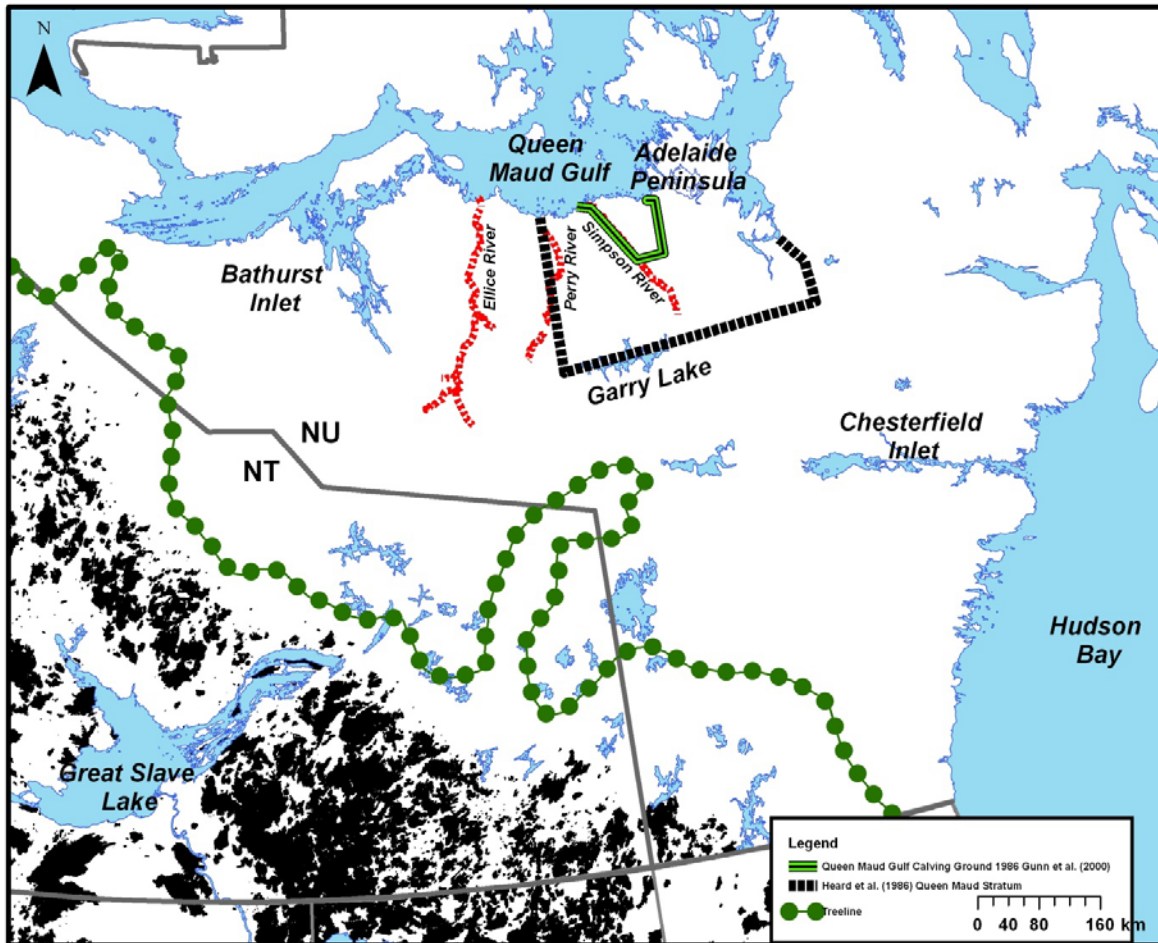 N
Queen
Maud Gulf
Adelaide
Peninsula
Bathurst
Inlet
Ellice River
Perry River
Simpson River
Garry Lake
NU
NT
Chesterfield
Inlet
Hudson
Bay
Great Slave
Lake
Legend
Queen Maud Gulf Calving Ground 1986 Gunn et al. (2000)
Heard et al. (1986) Queen Maud Stratum
Treeline
0 40 80 160 km